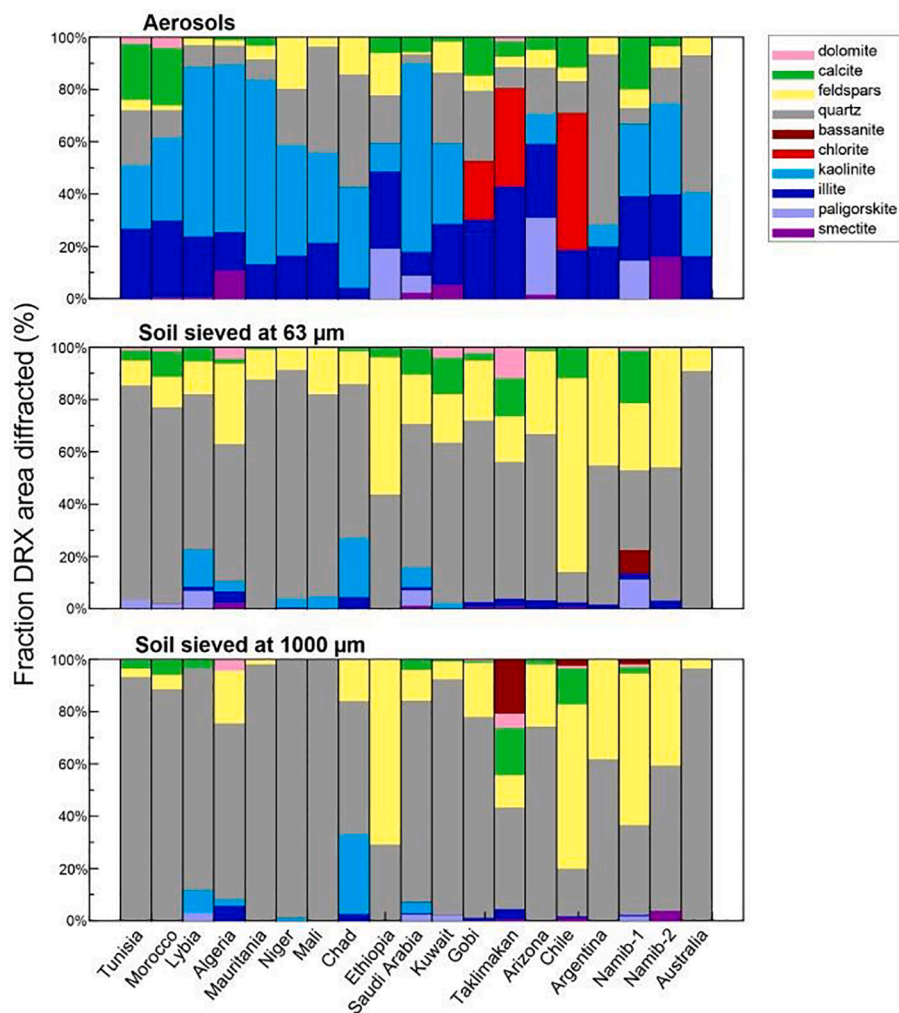 Aerosols
100%
80%
60%
40%
20%
0%
dolomite
calcite
feldspars
quartz
bassanite
chlorite
kaolinite
illite
paligorskite
smectite
Soil sieved at 63 µm
100%
80%
60%
40%
20%
0%
Soil sieved at 1000 µm
100%
80%
60%
40%
20%
0%
Fraction DRX area diffracted (%)
Tunisia
Morocco
Lybia
Algeria
Mauritania
Niger
Mali
Chad
Ethiopia
Saudi Arabia
Kuwait
Gobi
Taklimakan
Arizona
Chile
Argentina
Namib-1
Namib-2
Australia